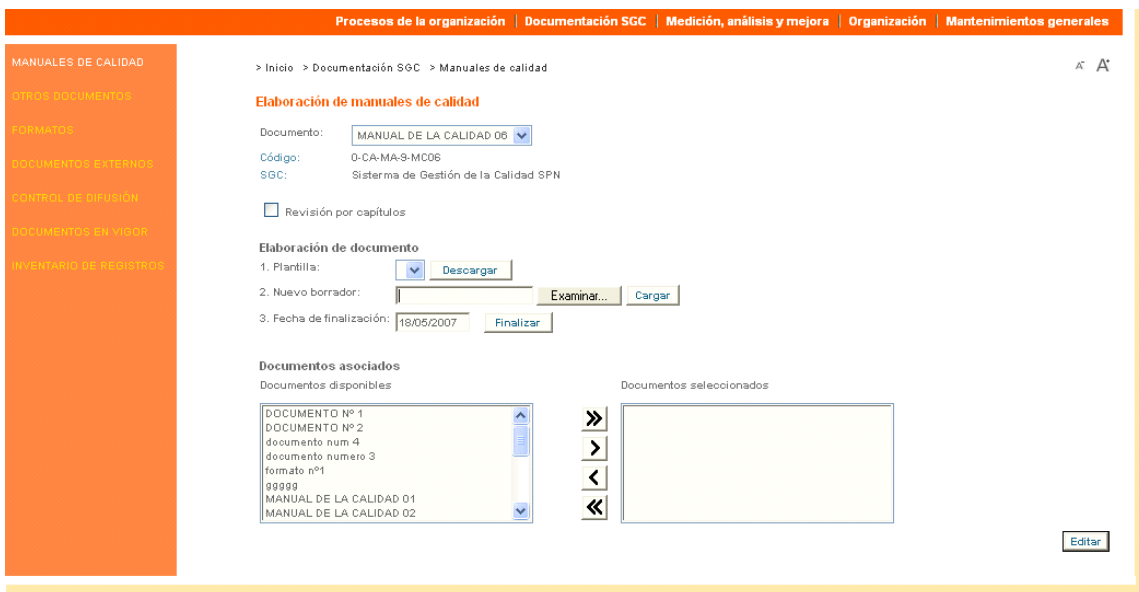 Procesos de la organización | Documentación SGC | Medición, análisis y mejora | Organización | Mantenimientos generales
MANUALES DE CALIDAD
OTROS DOCUMENTOS
FORMATOS
DOCUMENTOS EXTERNOS
CONTROL DE DIFUSIÓN
DOCUMENTOS EN VIGOR
INVENTARIO DE REGISTROS
> Inicio > Documentación SGC > Manuales de calidad
A- A+
Elaboración de manuales de calidad
Documento: MANUAL DE LA CALIDAD 06
Código: 0-CA-MA-9-MC06
SGC: Sisterma de Gestión de la Calidad SPN
Revisión por capítulos
Elaboración de documento
1. Plantilla: Descargar
2. Nuevo borrador: Examinar... Cargar
3. Fecha de finalización: 18/05/2007 Finalizar
Documentos asociados
Documentos disponibles Documentos seleccionados
DOCUMENTO Nº 1
DOCUMENTO Nº 2
documento num 4
documento numero 3
formato nº1
ggggg
MANUAL DE LA CALIDAD 01
MANUAL DE LA CALIDAD 02
Editar